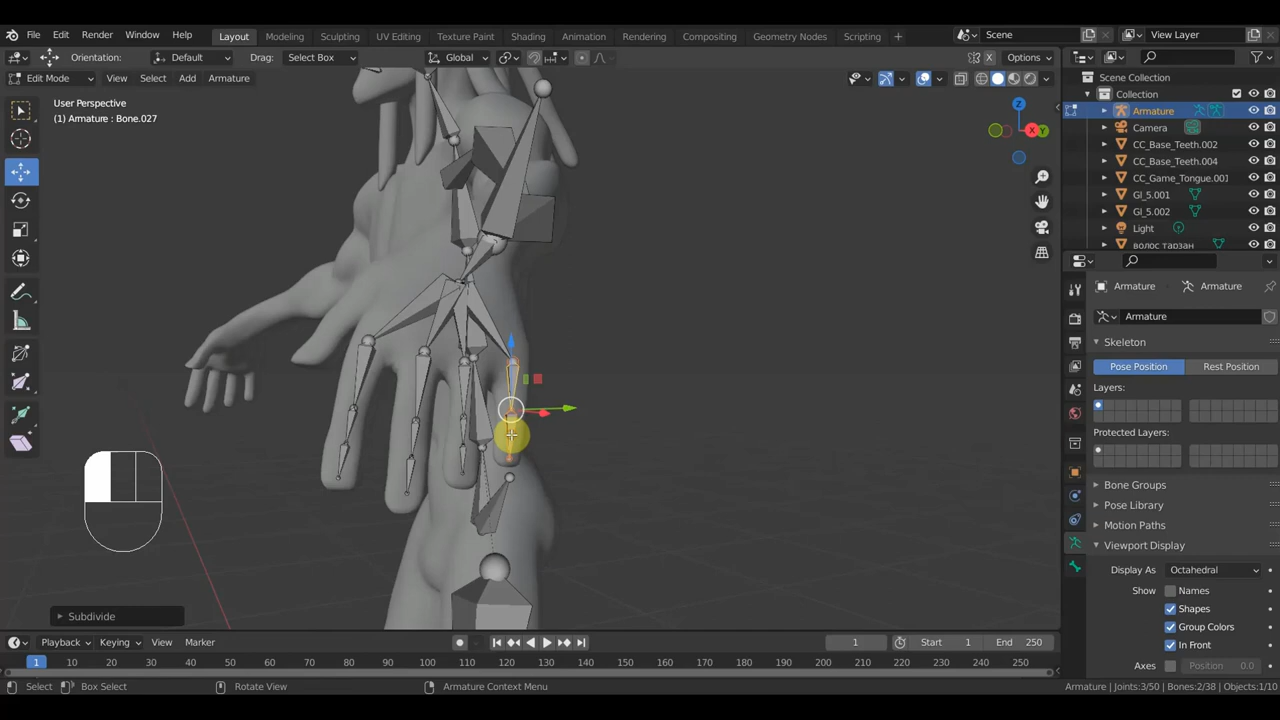 File Edit Render Window Help Layout Modeling Sculpting UV Editing Texture Paint Shading Animation Rendering Compositing Geometry Nodes Scripting + Scene View Layer
Orientation: Default Drag: Select Box Global Options
Edit Mode View Select Add Armature
User Perspective
(1) Armature : Bone.027
Z
X
Y
Scene Collection
Collection
Armature
Camera
CC_Base_Teeth.002
CC_Base_Teeth.004
CC_Game_Tongue.001
GI_5.001
GI_5.002
Light
волос тарзан
Armature Armature
Armature
Skeleton
Pose Position Rest Position
Layers:
Protected Layers:
Bone Groups
Pose Library
Motion Paths
Viewport Display
Display As Octahedral
Show Names
Shapes
Group Colors
In Front
Axes Position 0.0
Subdivide
Playback Keying View Marker 1 Start 1 End 250
1 10 20 30 40 50 60 70 80 90 100 110 120 130 140 150 160 170 180 190 200 210 220 230 240 250
Select Box Select Rotate View Armature Context Menu Armature | Joints:3/50 | Bones:2/38 | Objects:1/10